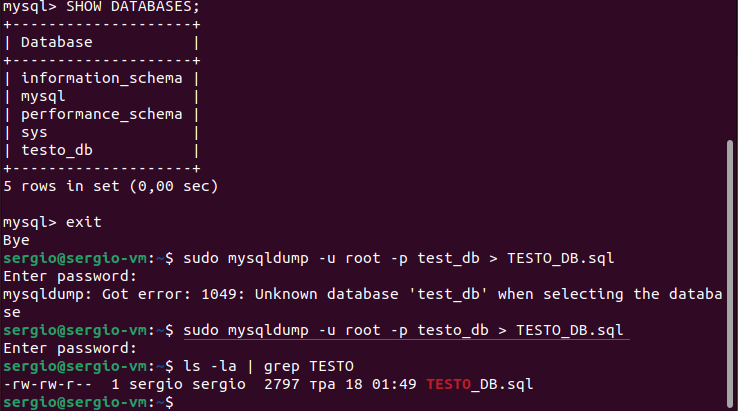 mysql> SHOW DATABASES;
+--------------------+
| Database           |
+--------------------+
| information_schema |
| mysql              |
| performance_schema |
| sys                |
| testo_db           |
+--------------------+
5 rows in set (0,00 sec)
mysql> exit
Bye
sergio@sergio-vm:~$ sudo mysqldump -u root -p test_db > TESTO_DB.sql
Enter password:
mysqldump: Got error: 1049: Unknown database 'test_db' when selecting the databa
se
sergio@sergio-vm:~$ sudo mysqldump -u root -p testo_db > TESTO_DB.sql
Enter password:
sergio@sergio-vm:~$ ls -la | grep TESTO
-rw-rw-r--  1 sergio sergio  2797 тра 18 01:49 TESTO_DB.sql
sergio@sergio-vm:~$